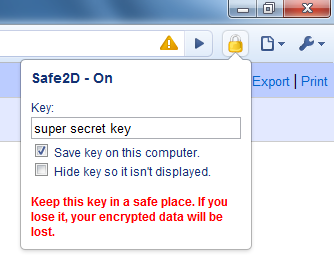 Export | Print
Safe2D - On
Key:
super secret key
Save key on this computer.
Hide key so it isn't displayed.
Keep this key in a safe place. If you
lose it, your encrypted data will be
lost.